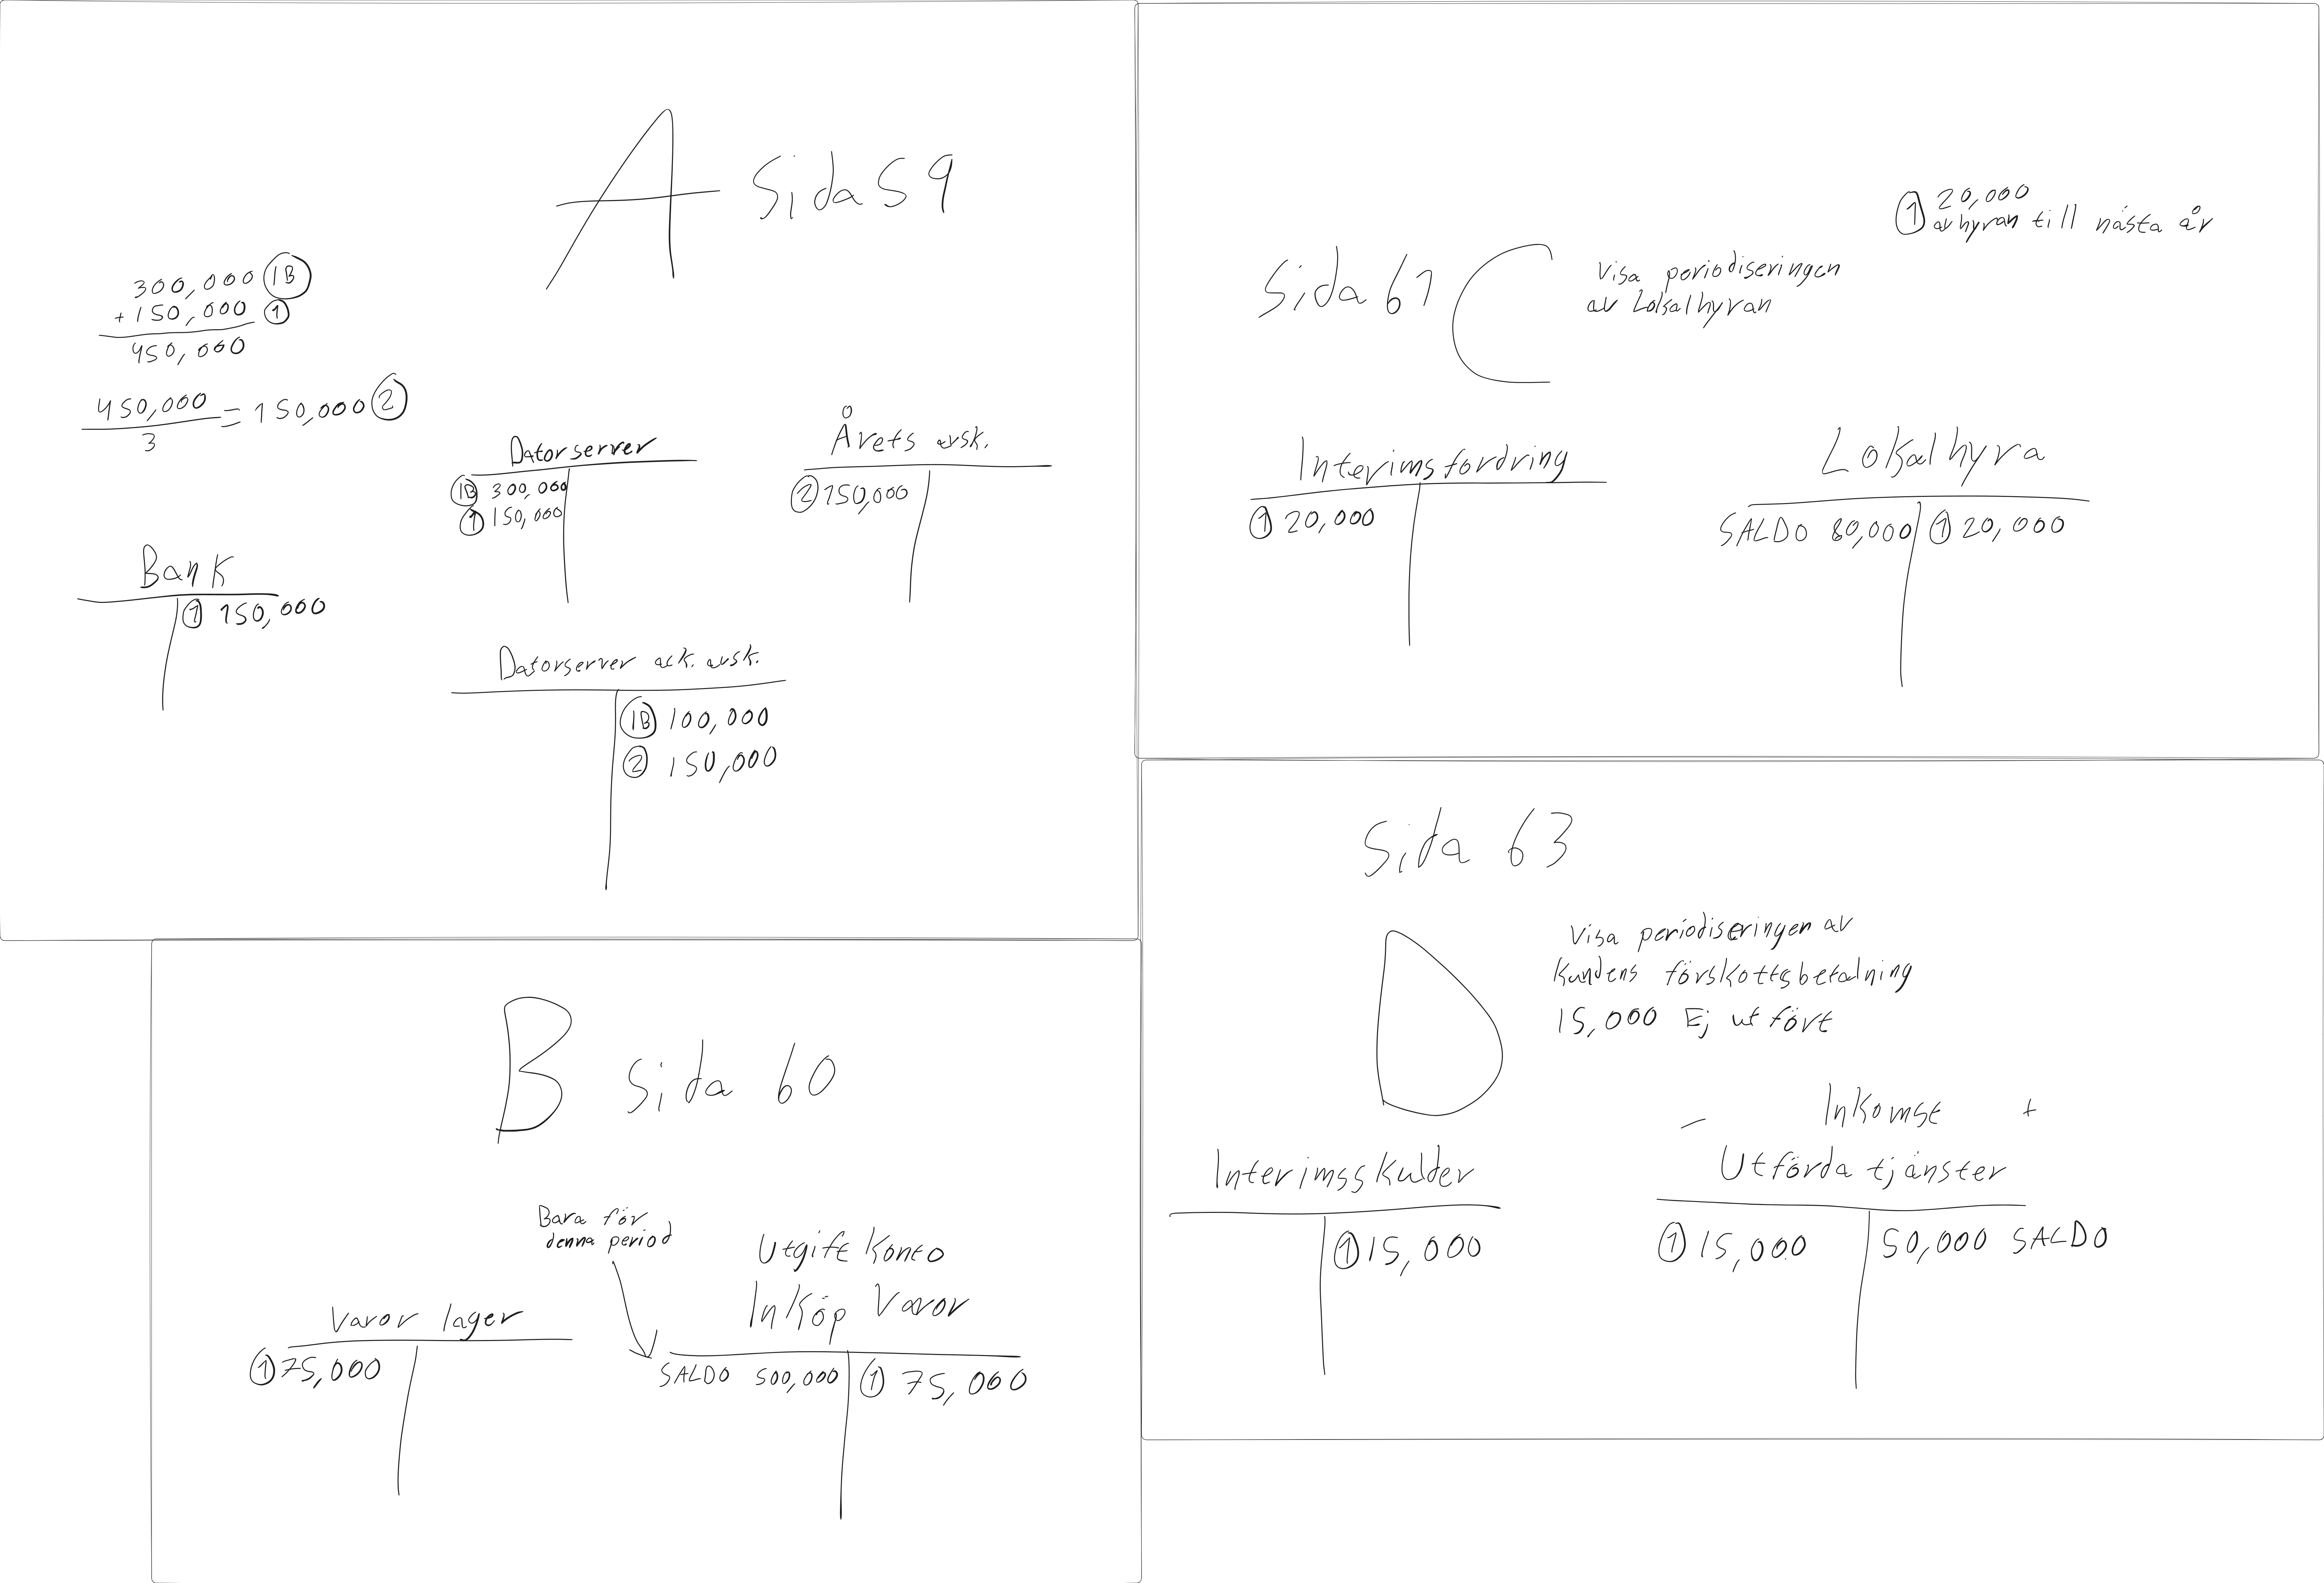 A Sida 59
300,000 IB
+150,000 1
450,000
450,000 = 150,000 2
3
Datorserver
IB 300,000
1 150,000
Årets avsk.
2 150,000
Bank
1 150,000
Datorserver ack. avsk.
IB 100,000
2 150,000
B Sida 60
Bara för
denna period
Utgift Konto
Inköp Varor
SALDO 500,000 1 75,000
Varor lager
1 75,000
1 20,000
av hyran till nästa år
Sida 61 C
Visa periodiseringen
av Lokalhyran
Interimsfordring
1 20,000
Lokalhyra
SALDO 80,000 1 20,000
Sida 63
D
Visa periodiseringen av
Kundens förskottsbetalning
15,000 Ej utfört
- Inkomst +
Interimsskulder
1 15,000
Utförda tjänster
1 15,000 50,000 SALDO